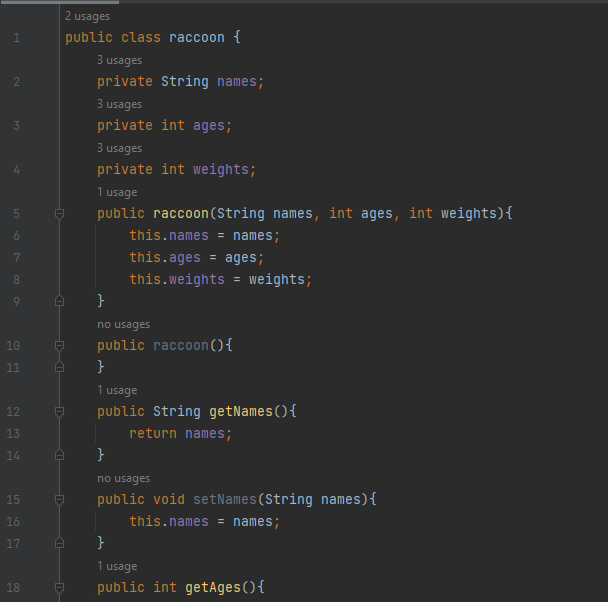 2 usages
1 public class raccoon {
3 usages
2 private String names;
3 usages
3 private int ages;
3 usages
4 private int weights;
1 usage
5 public raccoon(String names, int ages, int weights){
6 this.names = names;
7 this.ages = ages;
8 this.weights = weights;
9 }
no usages
10 public raccoon(){
11 }
1 usage
12 public String getNames(){
13 return names;
14 }
no usages
15 public void setNames(String names){
16 this.names = names;
17 }
1 usage
18 public int getAges(){